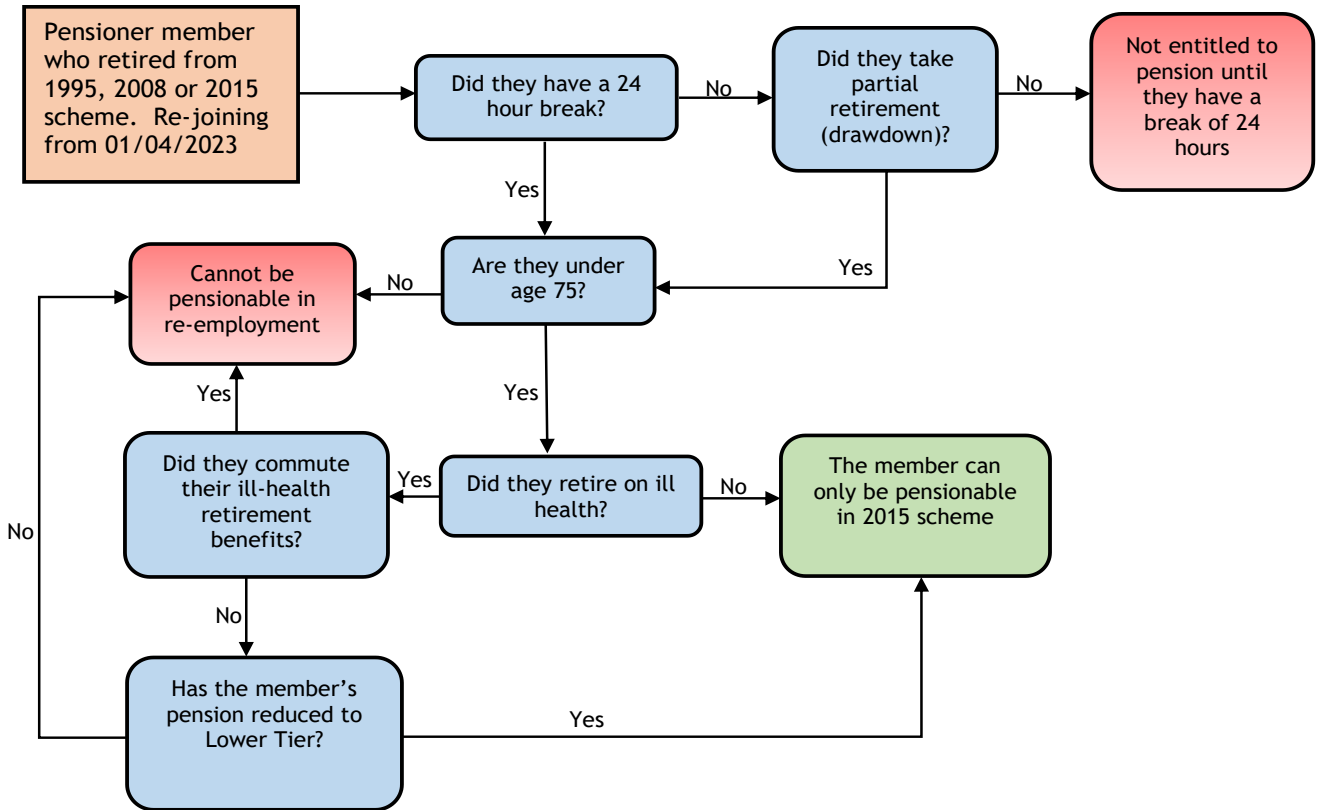 Pensioner member
who retired from
1995, 2008 or 2015
scheme.  Re-joining
from 01/04/2023
Did they have a 24
hour break?
No
Did they take
partial
retirement
(drawdown)?
No
Not entitled to
pension until
they have a
break of 24
hours
Yes
Yes
Cannot be
pensionable in
re-employment
No
Are they under
age 75?
Yes
Yes
Did they commute
their ill-health
retirement
benefits?
Yes
Did they retire on ill
health?
No
The member can
only be pensionable
in 2015 scheme
No
No
Has the member's
pension reduced to
Lower Tier?
Yes